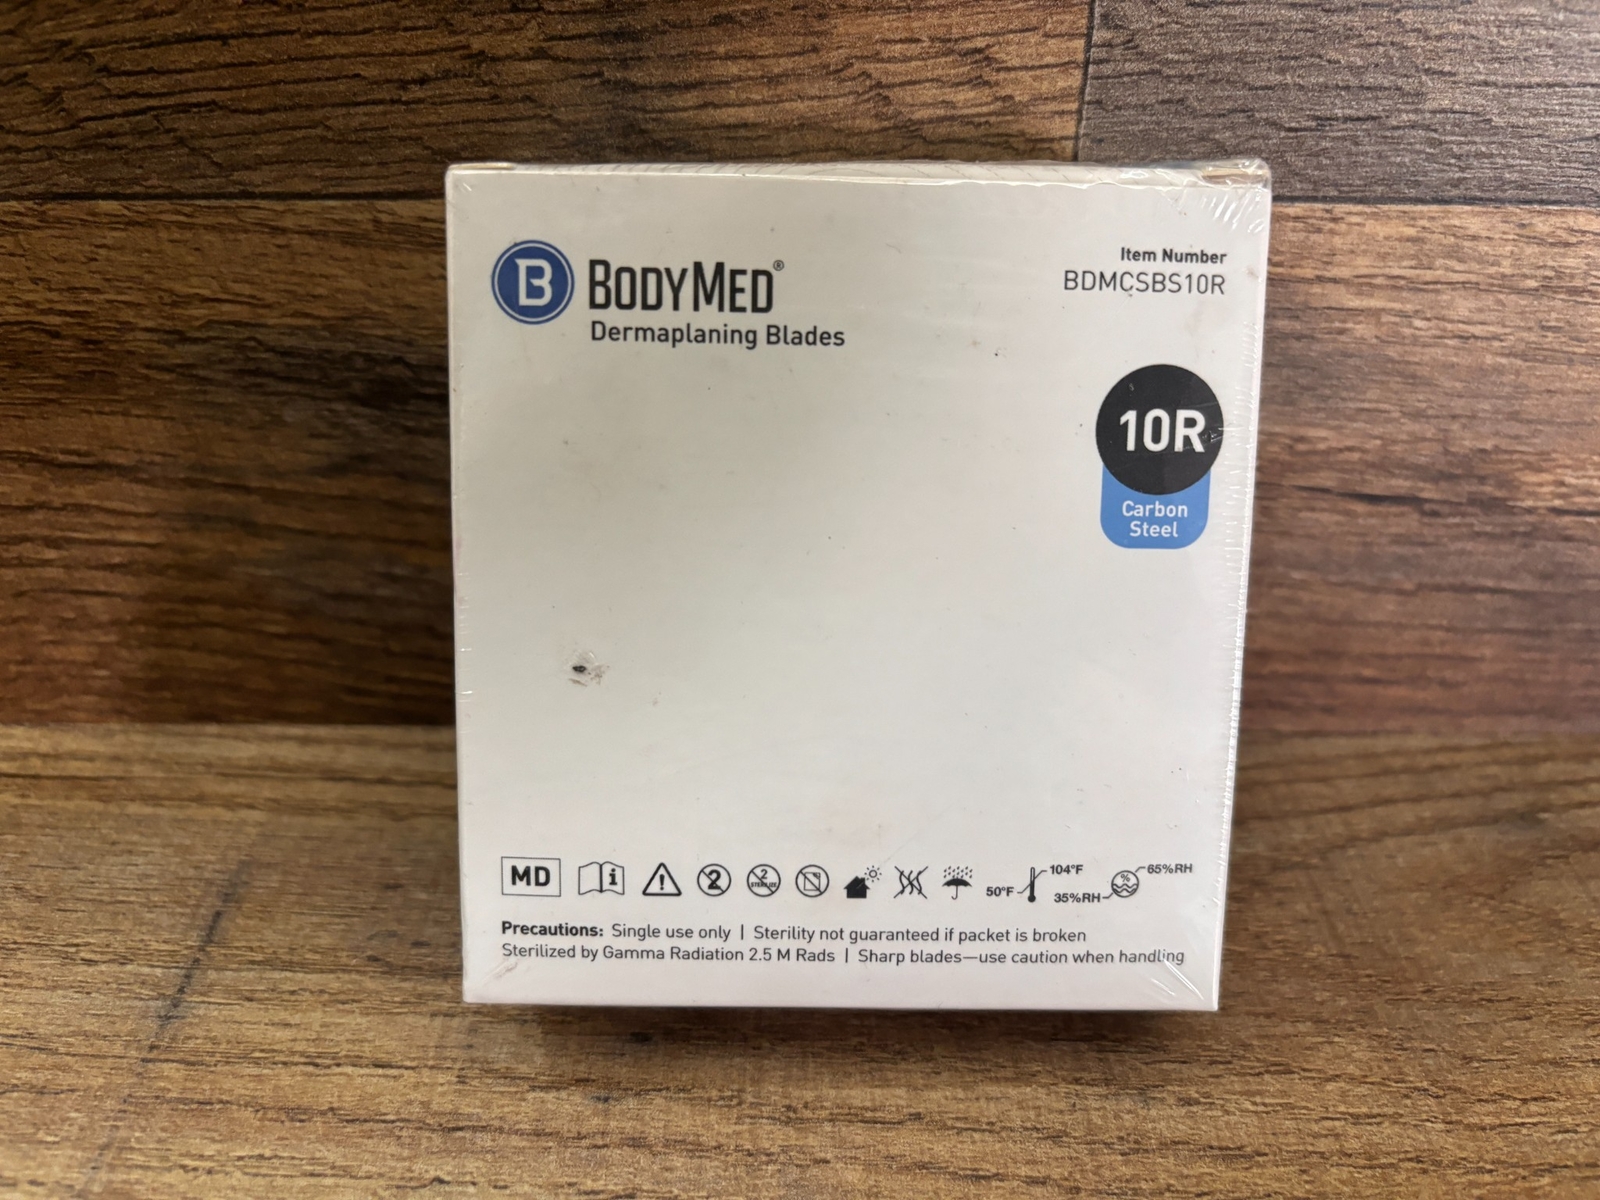 B BODYMED®
Dermaplaning Blades
Item Number
BDMCSBS10R
10R
Carbon
Steel
MD
i
!
2
2
STERILIZE
50°F
104°F
35%RH
%
65%RH
Precautions: Single use only | Sterility not guaranteed if packet is broken
Sterilized by Gamma Radiation 2.5 M Rads | Sharp blades—use caution when handling